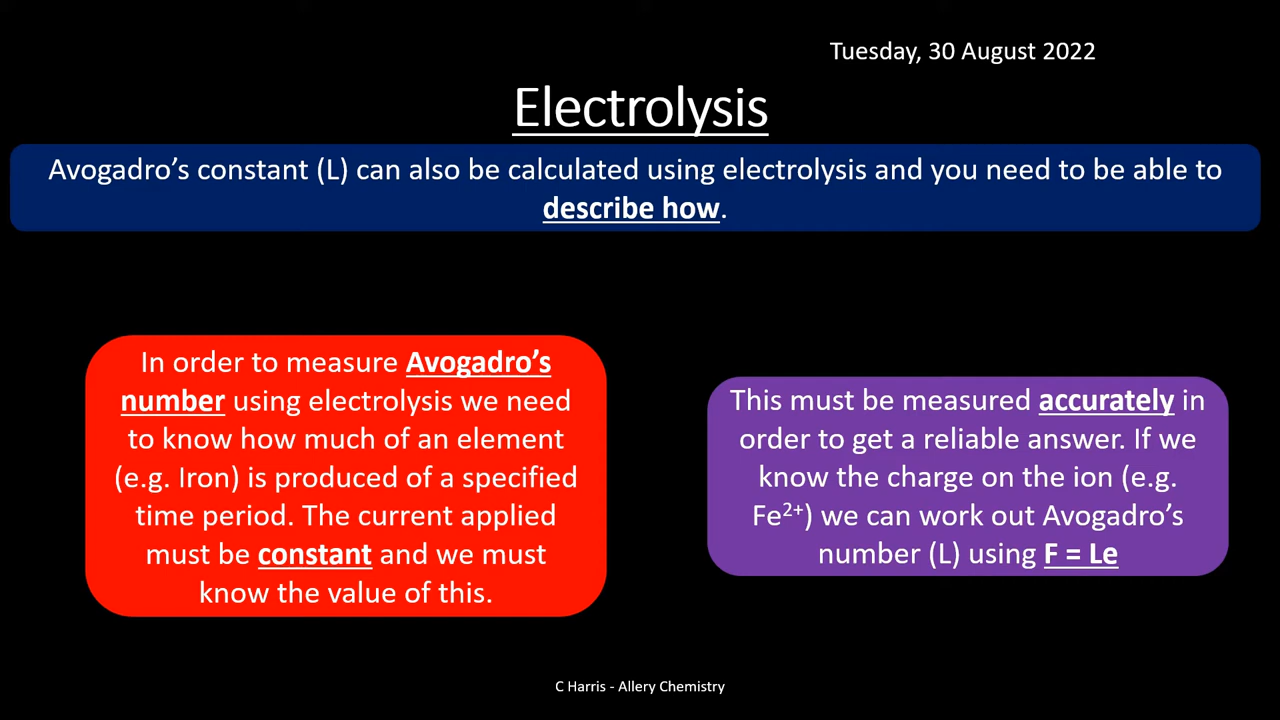 Tuesday, 30 August 2022
Electrolysis
Avogadro’s constant (L) can also be calculated using electrolysis and you need to be able to
describe how.
In order to measure Avogadro’s
number using electrolysis we need
to know how much of an element
(e.g. Iron) is produced of a specified
time period. The current applied
must be constant and we must
know the value of this.
This must be measured accurately in
order to get a reliable answer. If we
know the charge on the ion (e.g.
Fe²⁺) we can work out Avogadro’s
number (L) using F = Le
C Harris - Allery Chemistry